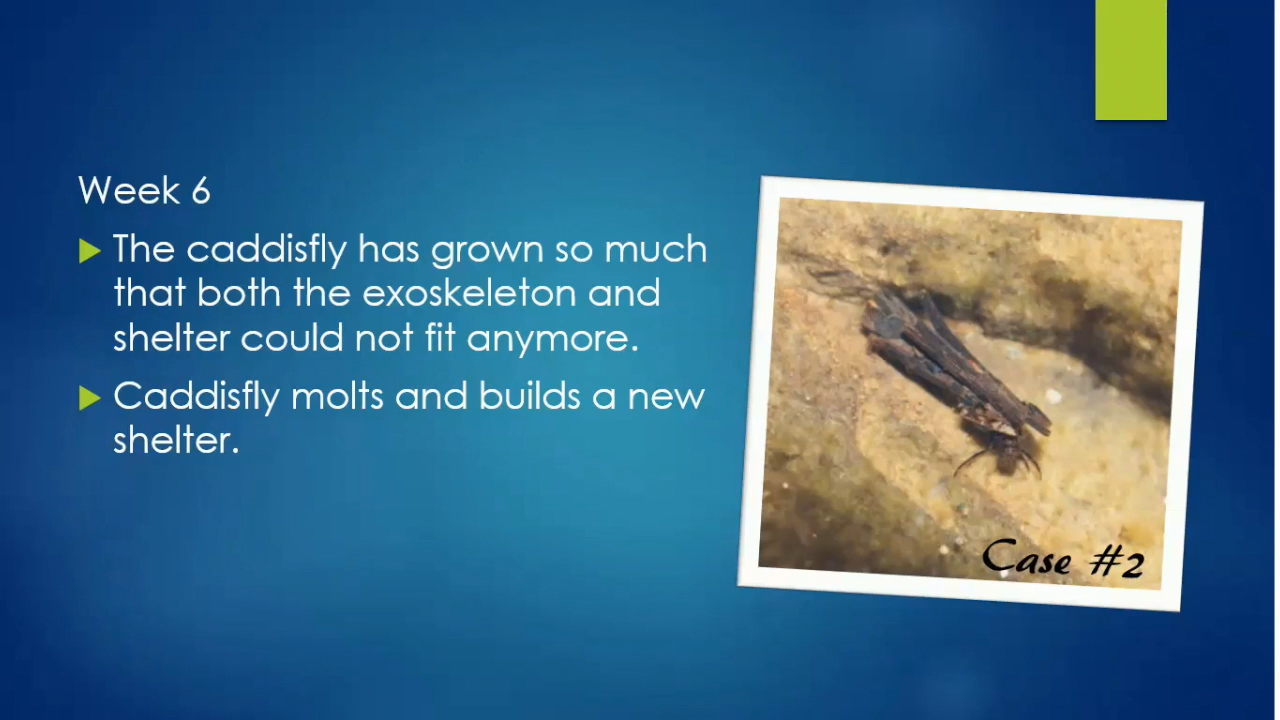 Week 6
The caddisfly has grown so much
that both the exoskeleton and
shelter could not fit anymore.
Caddisfly molts and builds a new
shelter.
Case #2